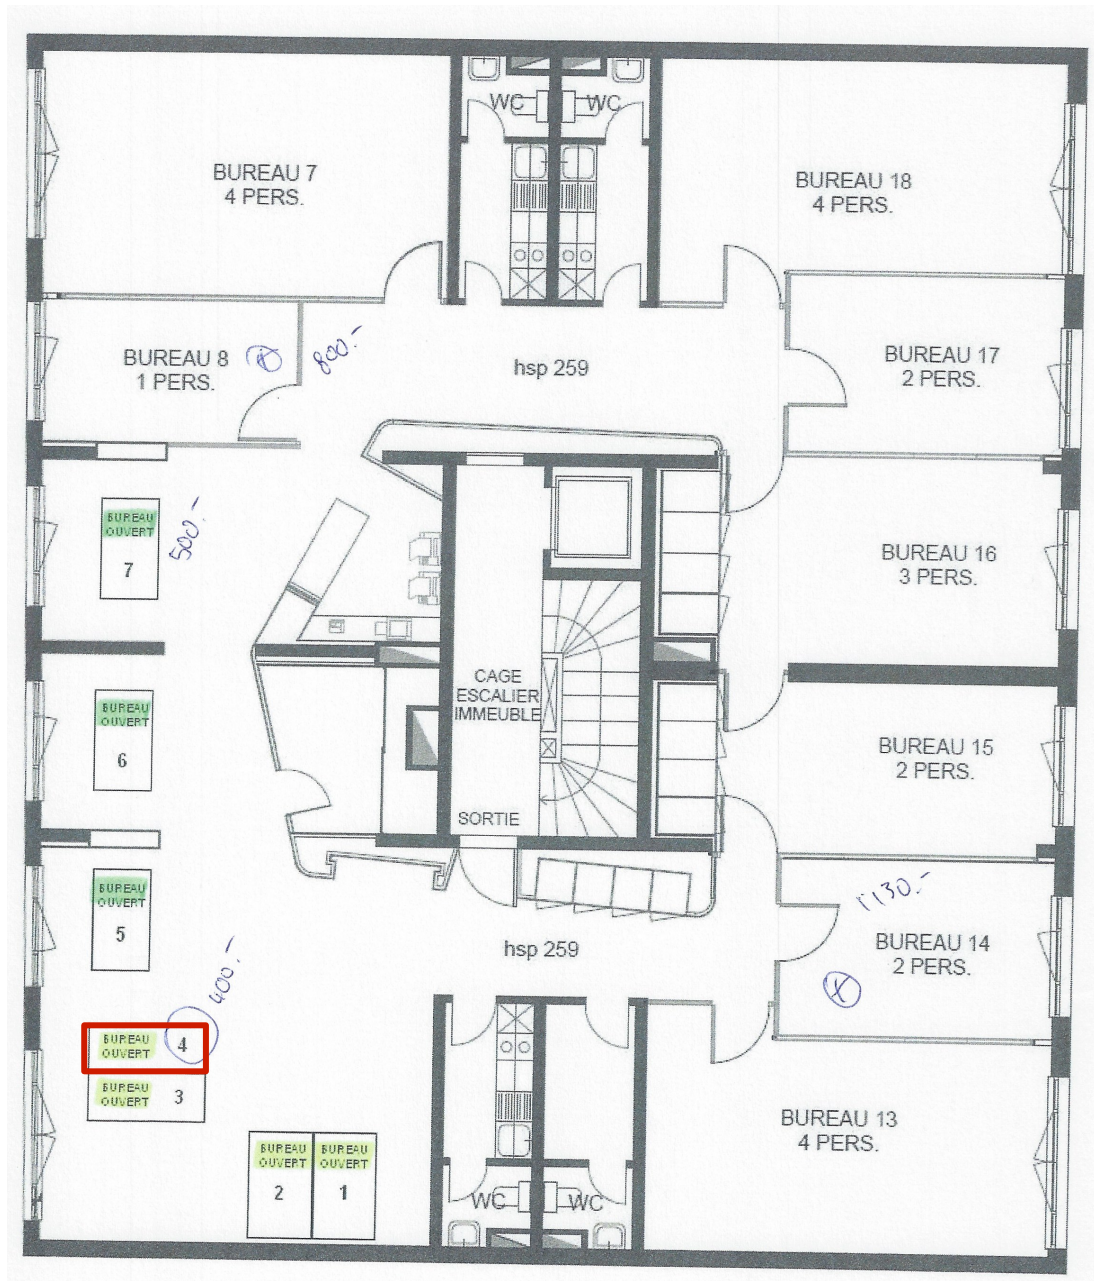 WC
WC
BUREAU 7
4 PERS.
BUREAU 18
4 PERS.
BUREAU 8
1 PERS.
800.-
hsp 259
BUREAU 17
2 PERS.
BUREAU
OUVERT
7
500.-
BUREAU 16
3 PERS.
CAGE
ESCALIER
IMMEUBLE
BUREAU
OUVERT
6
BUREAU 15
2 PERS.
SORTIE
BUREAU
OUVERT
5
1130.-
hsp 259
BUREAU 14
2 PERS.
400.-
BUREAU
OUVERT
4
BUREAU
OUVERT
3
BUREAU 13
4 PERS.
BUREAU
OUVERT
2
BUREAU
OUVERT
1
WC
WC